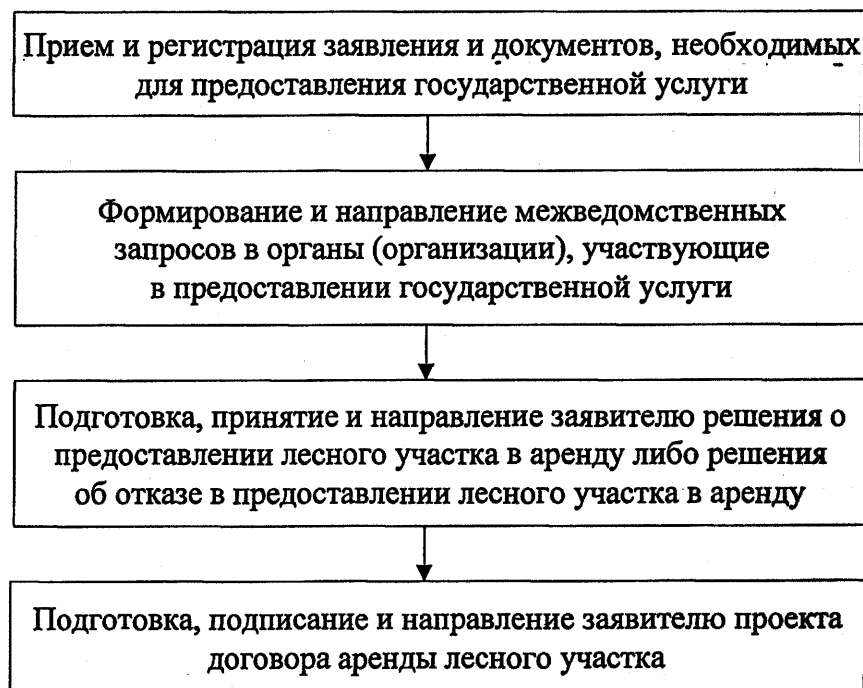 Прием и регистрация заявления и документов, необходимых
для предоставления государственной услуги
Формирование и направление межведомственных
запросов в органы (организации), участвующие
в предоставлении государственной услуги
Подготовка, принятие и направление заявителю решения о
предоставлении лесного участка в аренду либо решения
об отказе в предоставлении лесного участка в аренду
Подготовка, подписание и направление заявителю проекта
договора аренды лесного участка